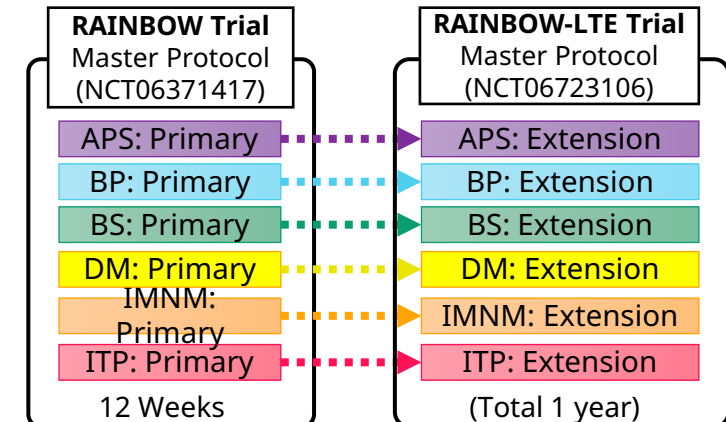 RAINBOW Trial
Master Protocol
(NCT06371417)
APS: Primary
BP: Primary
BS: Primary
DM: Primary
IMNM:
Primary
ITP: Primary
12 Weeks
RAINBOW-LTE Trial
Master Protocol
(NCT06723106)
APS: Extension
BP: Extension
BS: Extension
DM: Extension
IMNM: Extension
ITP: Extension
(Total 1 year)